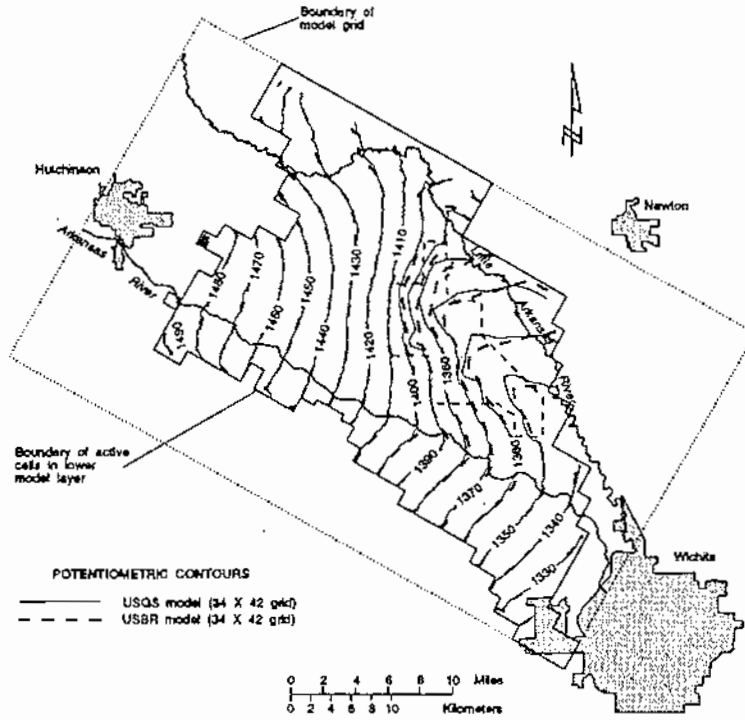 Boundary of
model grid
Hutchinson
Newton
Arkansas
River
Little
Arkansas
River
1490
1480
1470
1460
1450
1440
1430
1420
1410
1400
1360
1360
1390
1370
1350
1340
1330
Boundary of active
cells in lower
model layer
Wichita
POTENTIOMETRIC CONTOURS
USGS model (34 X 42 grid)
USBR model (34 X 42 grid)
0 2 4 6 8 10 Miles
0 2 4 6 8 10 Kilometers